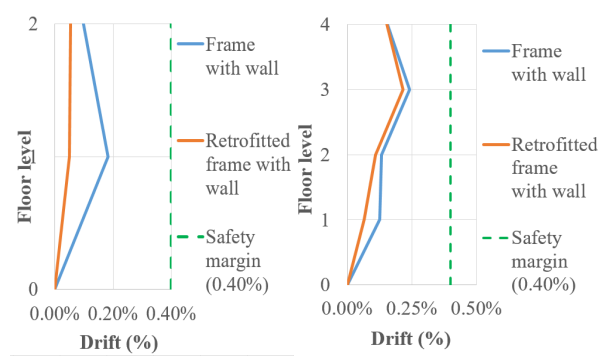 2
1
0
Floor level
0.00% 0.20% 0.40%
Drift (%)
Frame
with wall
Retrofitted
frame with
wall
Safety
margin
(0.40%)
4
3
2
1
0
Floor level
0.00% 0.25% 0.50%
Drift (%)
Frame
with wall
Retrofitted
frame
with wall
Safety
margin
(0.40%)